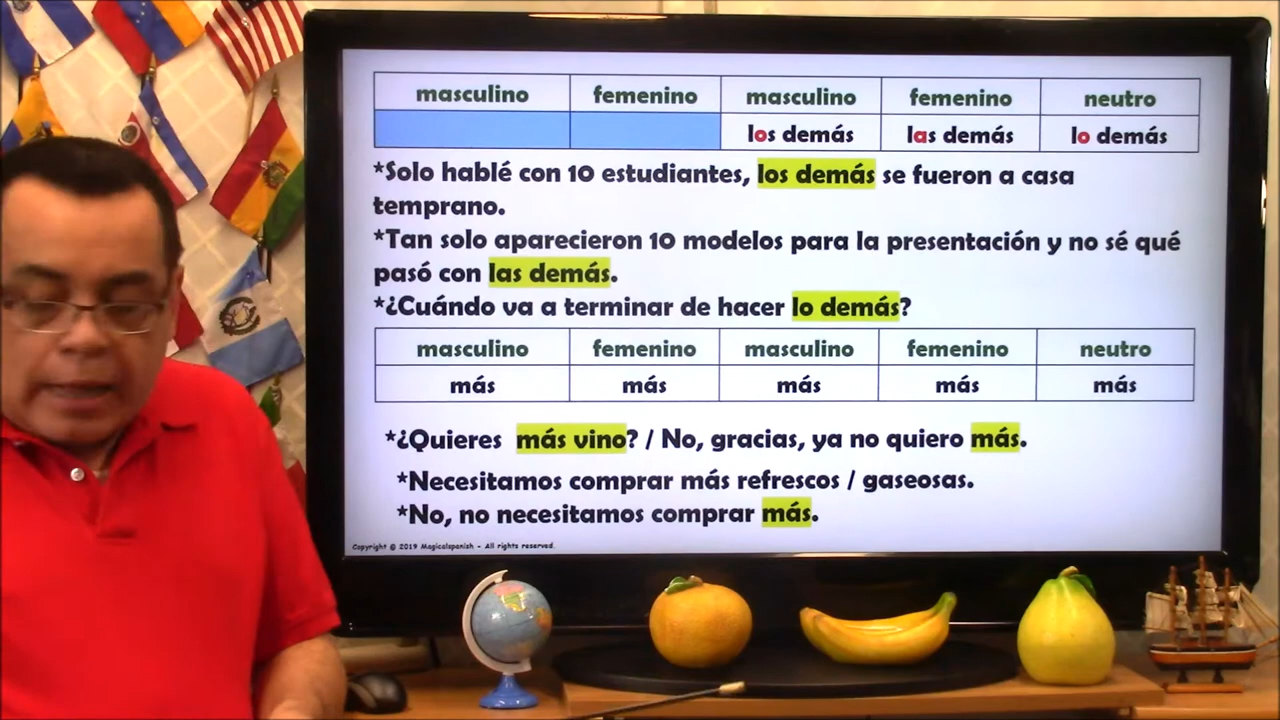 masculino femenino masculino femenino neutro
los demás las demás lo demás
*Solo hablé con 10 estudiantes, los demás se fueron a casa
temprano.
*Tan solo aparecieron 10 modelos para la presentación y no sé qué
pasó con las demás.
*¿Cuándo va a terminar de hacer lo demás?
masculino femenino masculino femenino neutro
más más más más más
*¿Quieres más vino? / No, gracias, ya no quiero más.
*Necesitamos comprar más refrescos / gaseosas.
*No, no necesitamos comprar más.
Copyright @ 2019 Magicalspanish - All rights reserved.